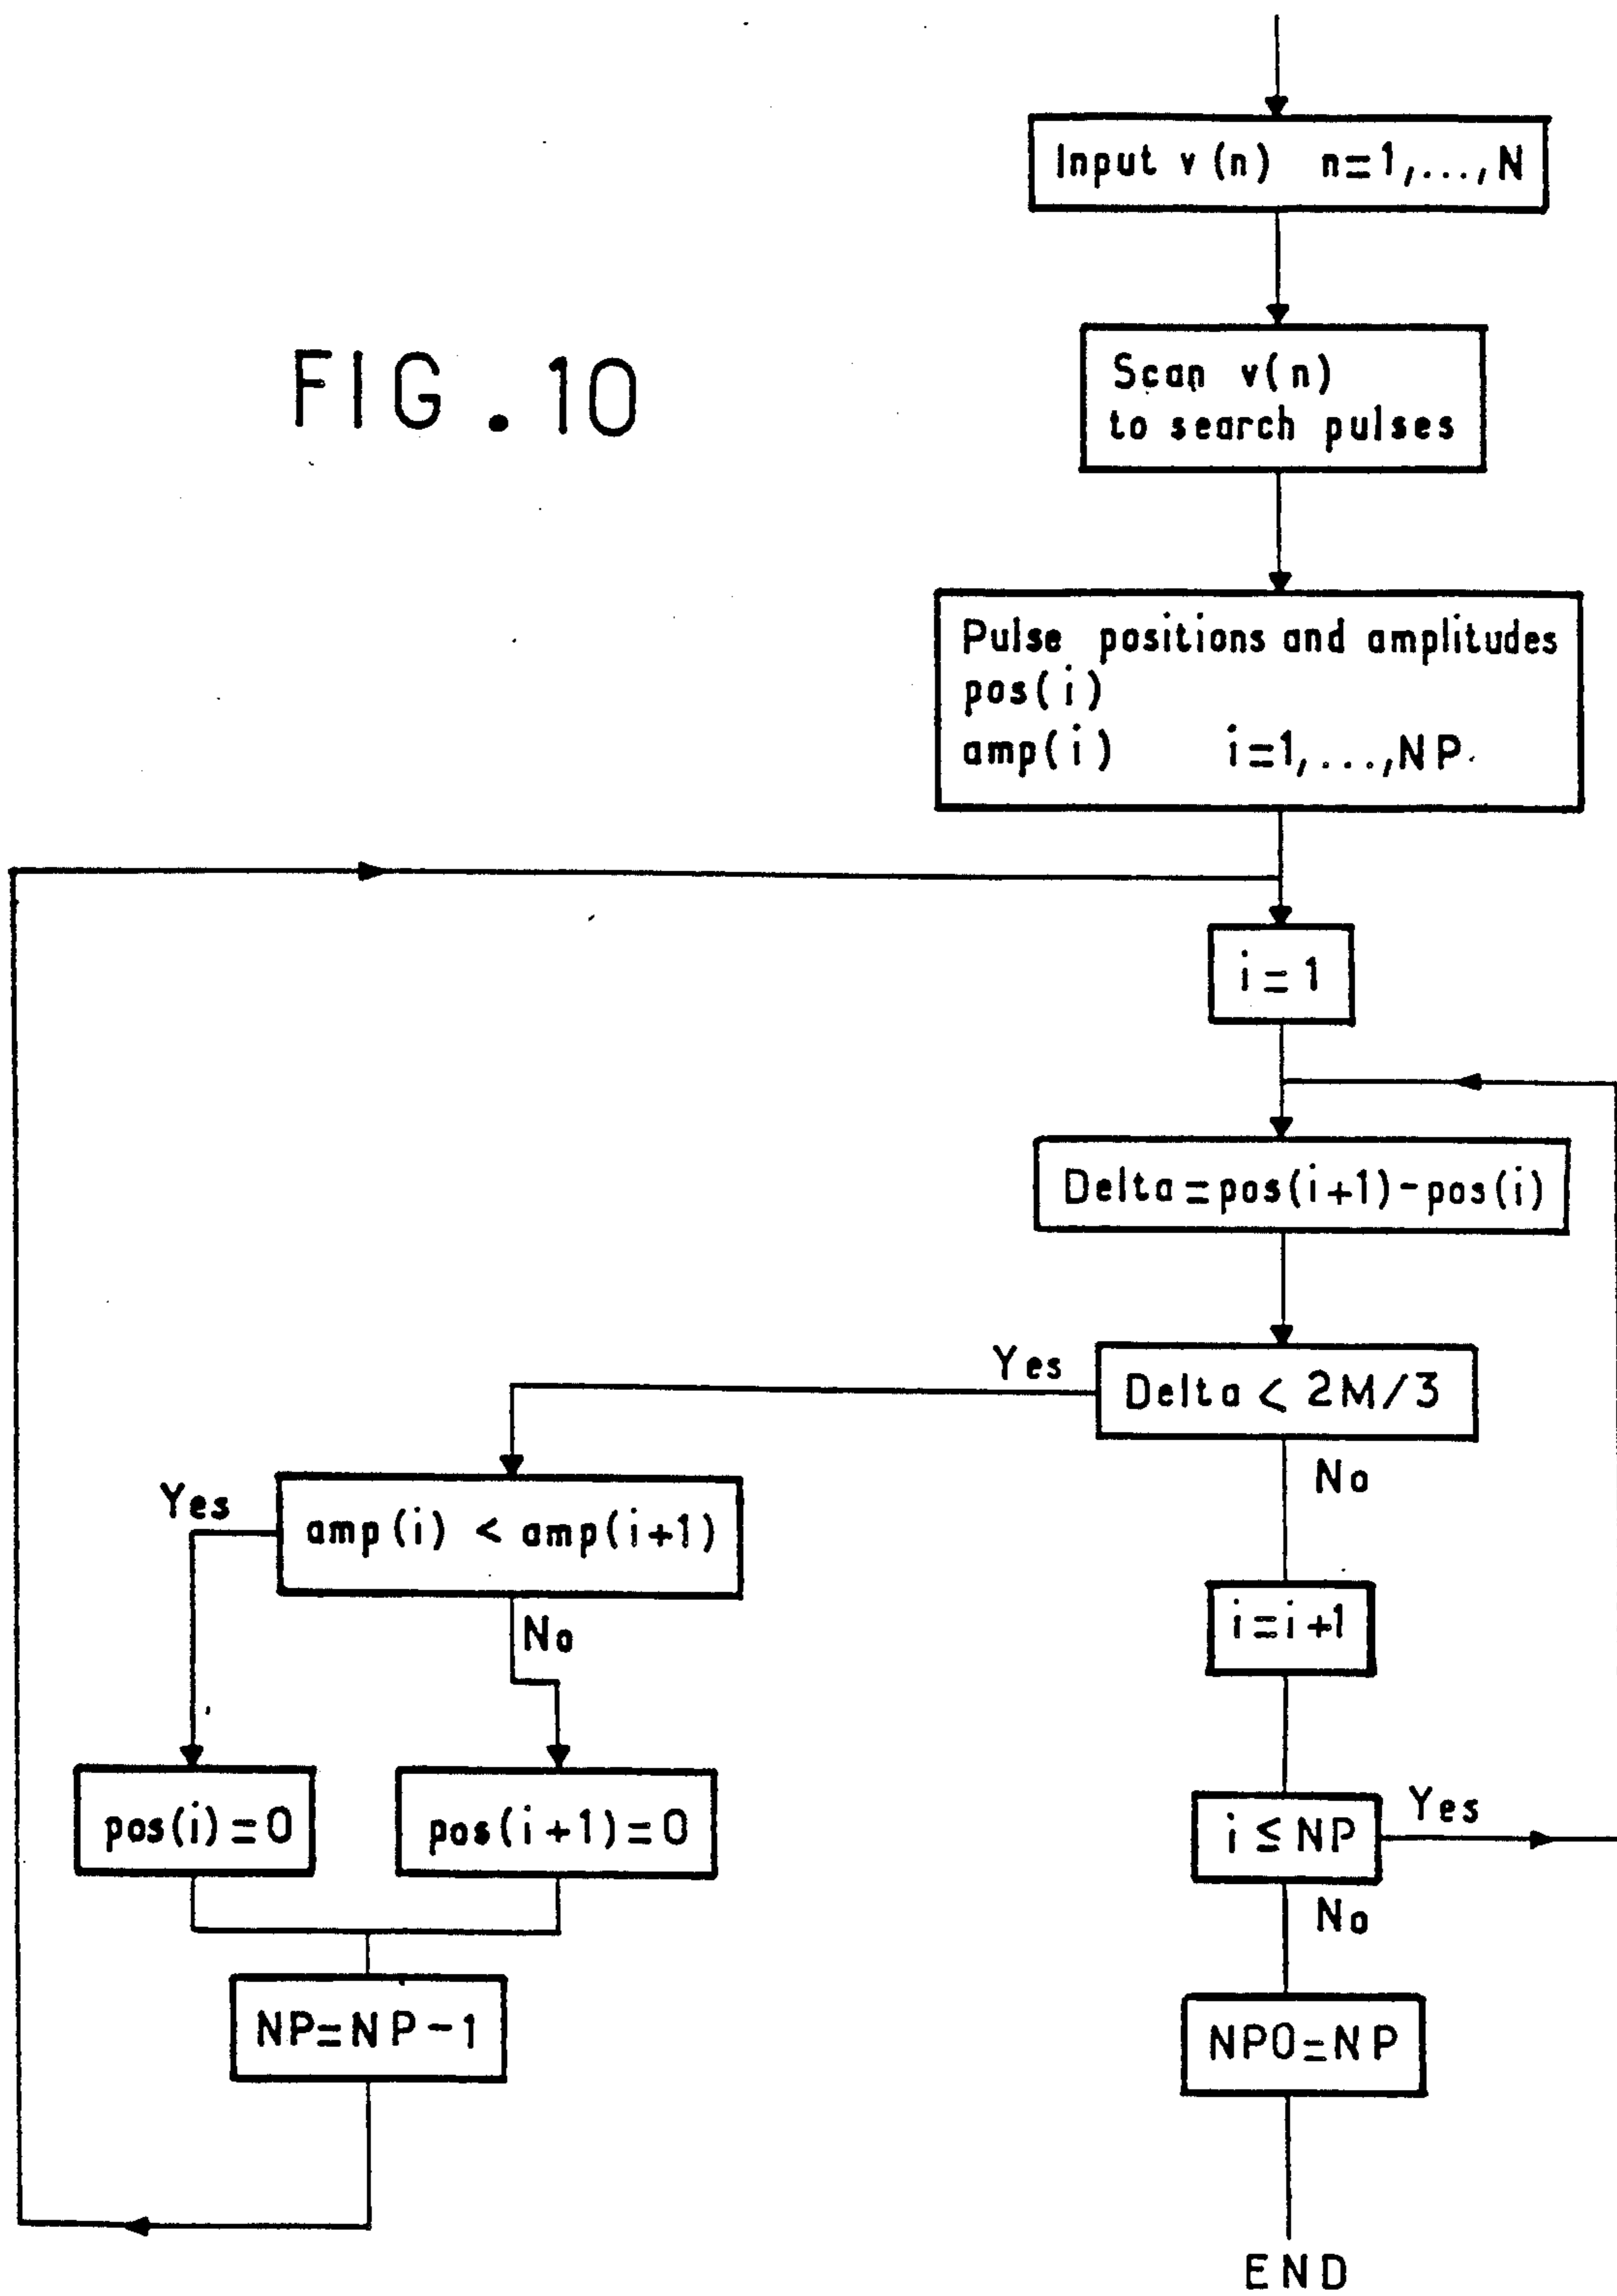 FIG. 10
Input v(n) n=1,...,N
Scan v(n)
to search pulses
Pulse positions and amplitudes
pos(i)
amp(i) i=1,...,NP.
i=1
Delta=pos(i+1)-pos(i)
Delta < 2M/3
Yes
No
amp(i) < amp(i+1)
Yes
No
i=i+1
pos(i)=0
pos(i+1)=0
i≤NP
Yes
No
NP=NP-1
NPO=NP
END